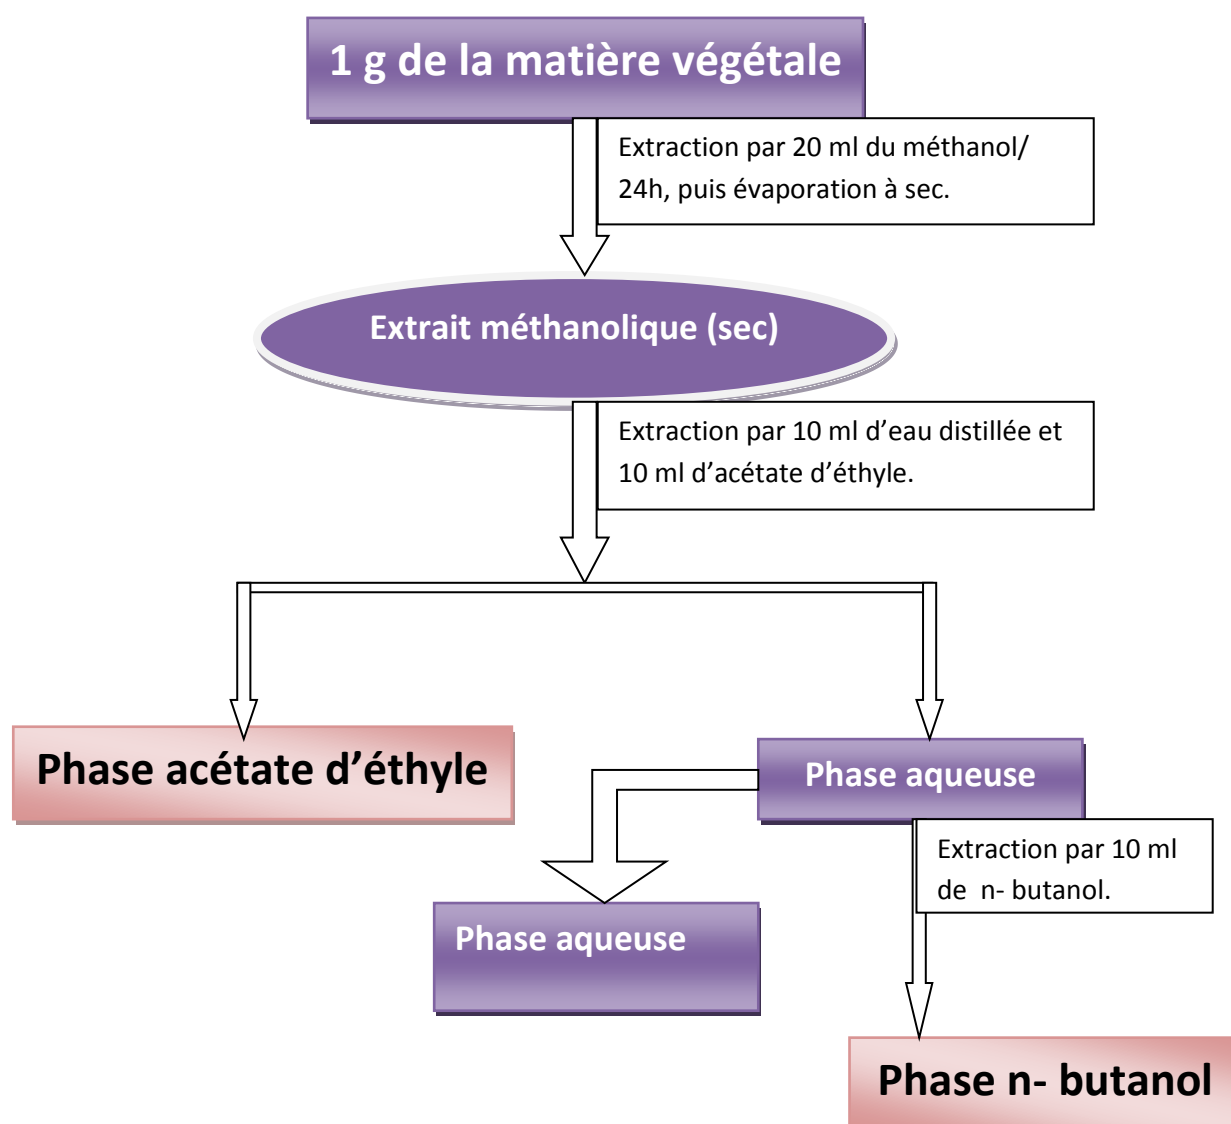 1 g de la matière végétale
Extraction par 20 ml du méthanol/
24h, puis évaporation à sec.
Extrait méthanolique (sec)
Extraction par 10 ml d’eau distillée et
10 ml d’acétate d’éthyle.
Phase acétate d’éthyle
Phase aqueuse
Extraction par 10 ml
de n- butanol.
Phase aqueuse
Phase n- butanol